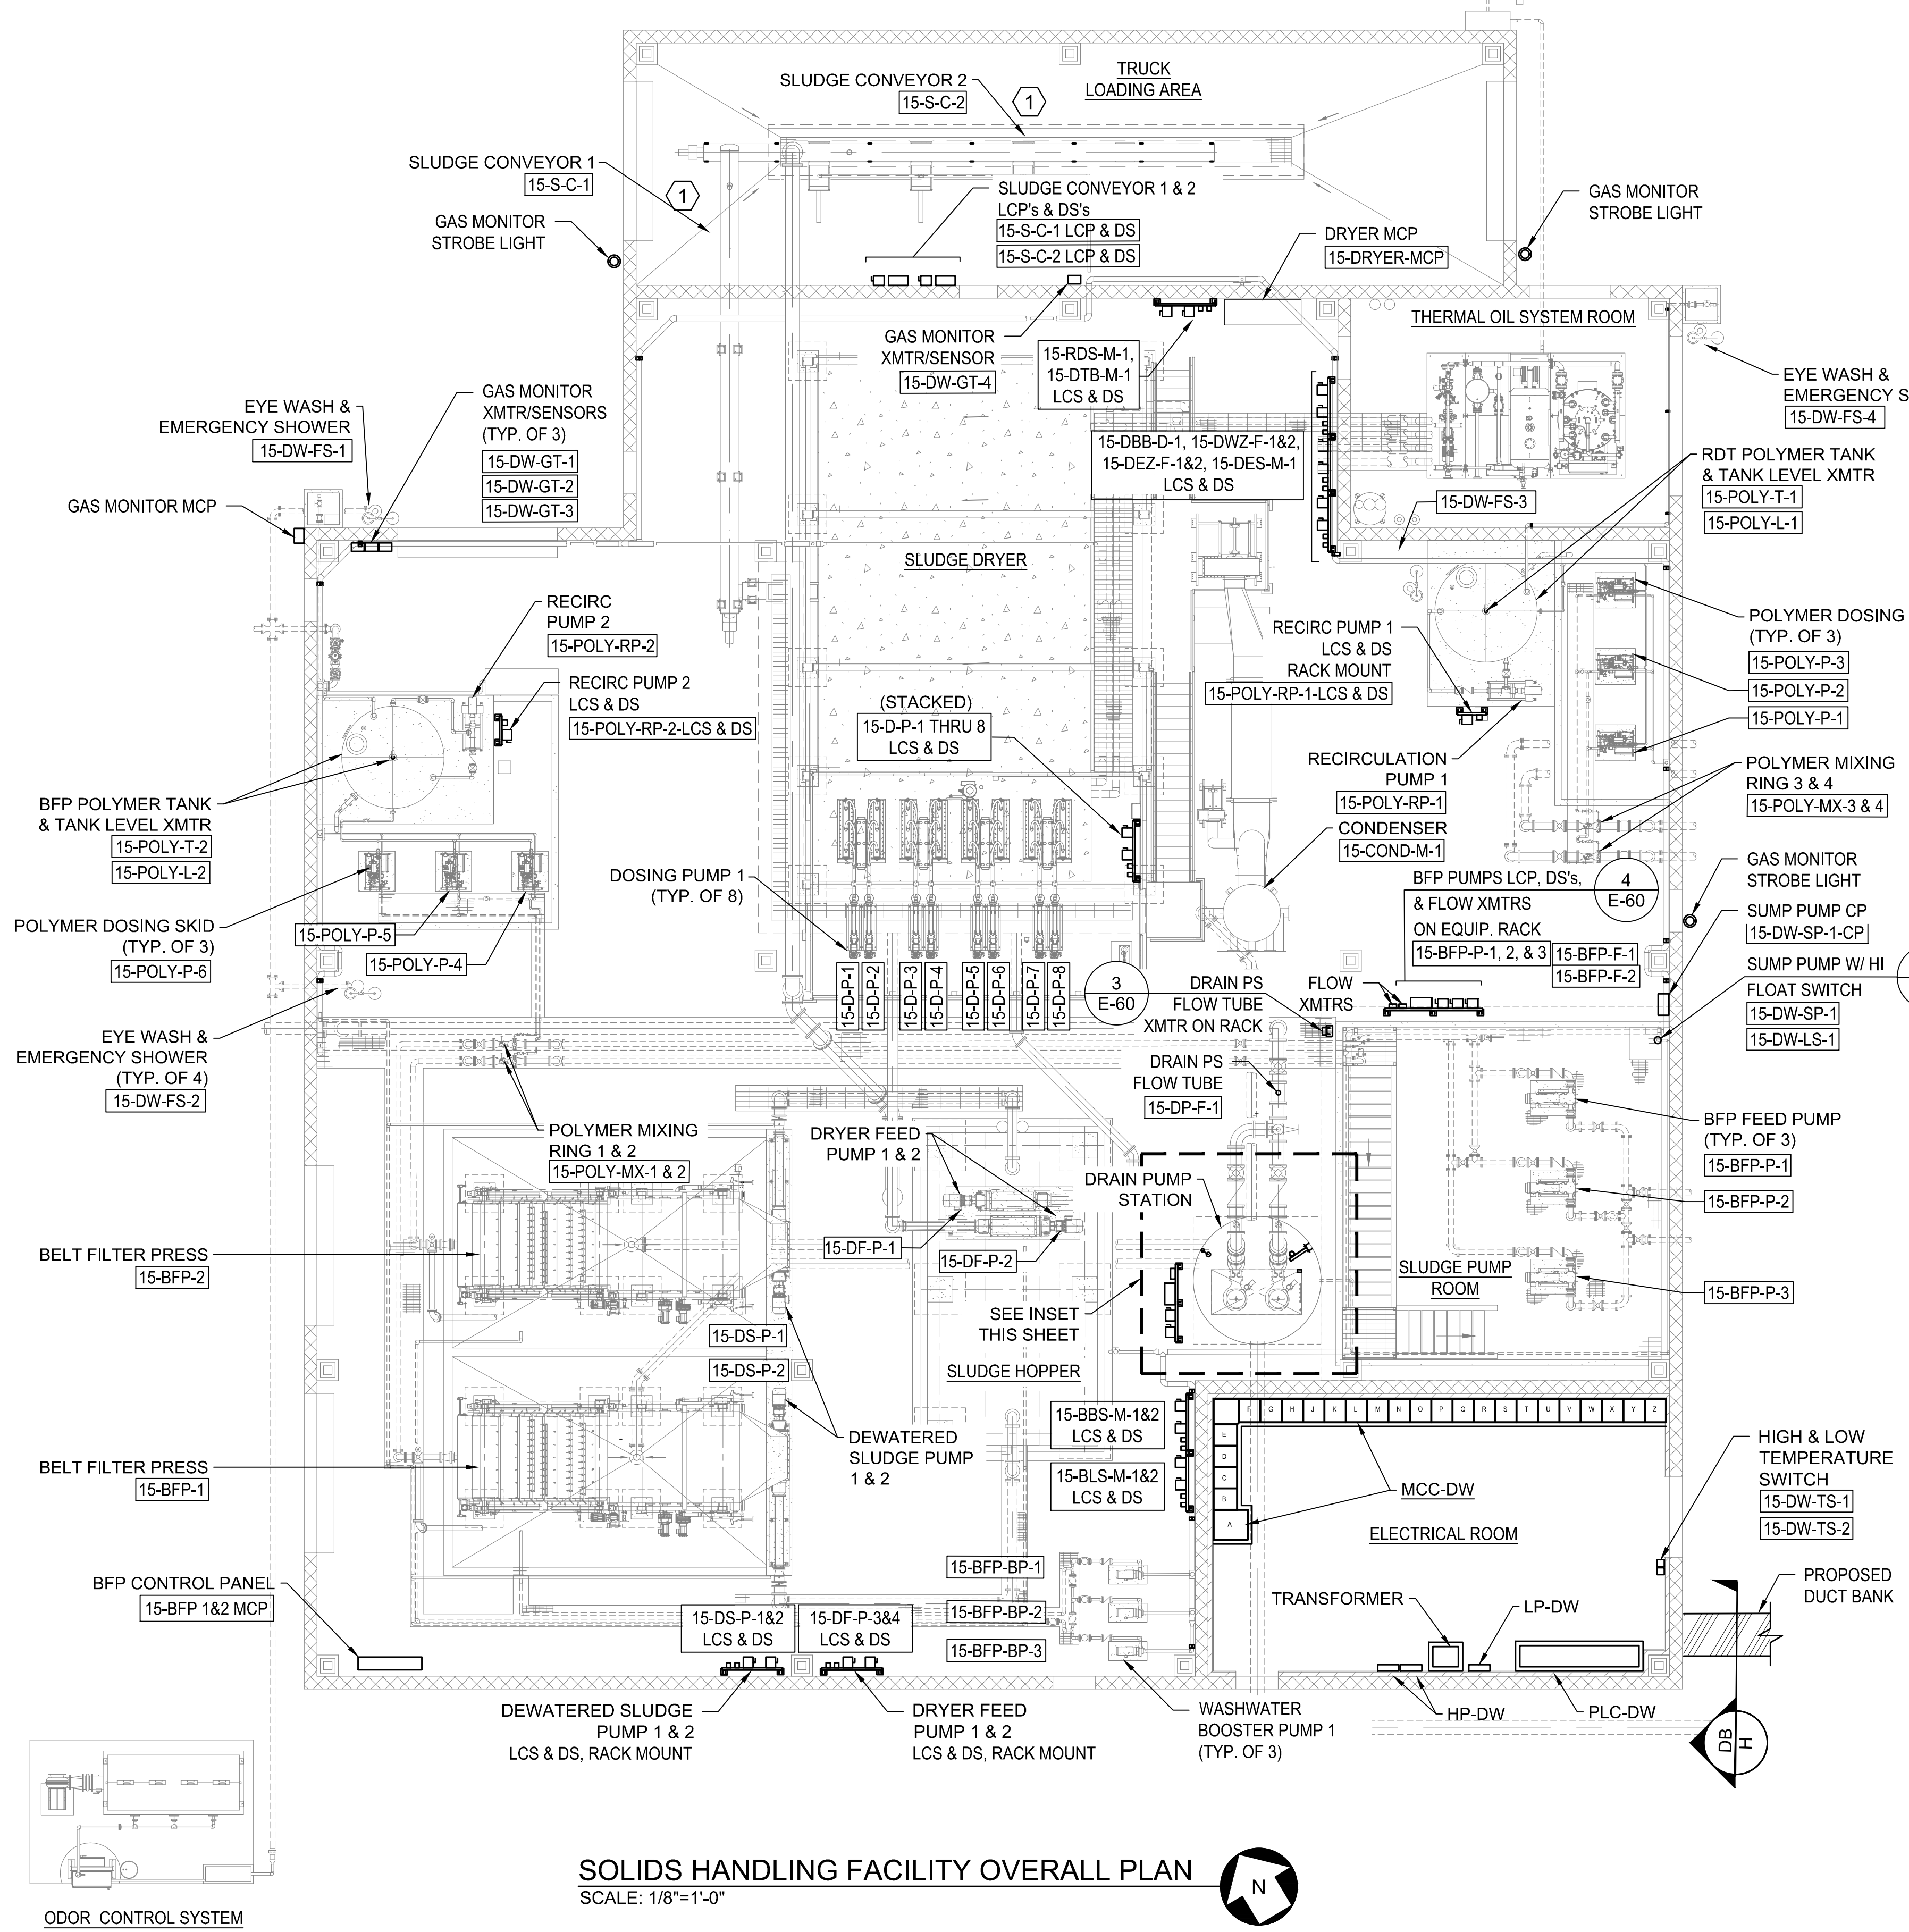 TRUCK
LOADING AREA
SLUDGE CONVEYOR 2
15-S-C-2
1
SLUDGE CONVEYOR 1
15-S-C-1
1
GAS MONITOR
STROBE LIGHT
SLUDGE CONVEYOR 1 & 2
LCP's & DS's
15-S-C-1 LCP & DS
15-S-C-2 LCP & DS
DRYER MCP
15-DRYER-MCP
GAS MONITOR
STROBE LIGHT
GAS MONITOR
XMTR/SENSOR
15-DW-GT-4
15-RDS-M-1,
15-DTB-M-1
LCS & DS
THERMAL OIL SYSTEM ROOM
EYE WASH &
EMERGENCY S
15-DW-FS-4
EYE WASH &
EMERGENCY SHOWER
15-DW-FS-1
GAS MONITOR
XMTR/SENSORS
(TYP. OF 3)
15-DW-GT-1
15-DW-GT-2
15-DW-GT-3
GAS MONITOR MCP
15-DBB-D-1, 15-DWZ-F-1&2,
15-DEZ-F-1&2, 15-DES-M-1
LCS & DS
15-DW-FS-3
RDT POLYMER TANK
& TANK LEVEL XMTR
15-POLY-T-1
15-POLY-L-1
SLUDGE DRYER
RECIRC
PUMP 2
15-POLY-RP-2
RECIRC PUMP 2
LCS & DS
15-POLY-RP-2-LCS & DS
RECIRC PUMP 1
LCS & DS
RACK MOUNT
15-POLY-RP-1-LCS & DS
POLYMER DOSING
(TYP. OF 3)
15-POLY-P-3
15-POLY-P-2
15-POLY-P-1
(STACKED)
15-D-P-1 THRU 8
LCS & DS
RECIRCULATION
PUMP 1
15-POLY-RP-1
POLYMER MIXING
RING 3 & 4
15-POLY-MX-3 & 4
BFP POLYMER TANK
& TANK LEVEL XMTR
15-POLY-T-2
15-POLY-L-2
CONDENSER
15-COND-M-1
DOSING PUMP 1
(TYP. OF 8)
BFP PUMPS LCP, DS's,
& FLOW XMTRS
ON EQUIP. RACK
15-BFP-P-1, 2, & 3
15-BFP-F-1
15-BFP-F-2
4
E-60
GAS MONITOR
STROBE LIGHT
SUMP PUMP CP
15-DW-SP-1-CP
SUMP PUMP W/ HI
FLOAT SWITCH
15-DW-SP-1
15-DW-LS-1
POLYMER DOSING SKID
(TYP. OF 3)
15-POLY-P-6
15-POLY-P-5
15-POLY-P-4
15-D-P-1
15-D-P-2
15-D-P-3
15-D-P-4
15-D-P-5
15-D-P-6
15-D-P-7
15-D-P-8
3
E-60
DRAIN PS
FLOW TUBE
XMTR ON RACK
FLOW
XMTRS
EYE WASH &
EMERGENCY SHOWER
(TYP. OF 4)
15-DW-FS-2
DRAIN PS
FLOW TUBE
15-DP-F-1
POLYMER MIXING
RING 1 & 2
15-POLY-MX-1 & 2
DRYER FEED
PUMP 1 & 2
DRAIN PUMP
STATION
BFP FEED PUMP
(TYP. OF 3)
15-BFP-P-1
15-BFP-P-2
15-BFP-P-3
BELT FILTER PRESS
15-BFP-2
15-DF-P-1
15-DF-P-2
SLUDGE PUMP
ROOM
SEE INSET
THIS SHEET
15-DS-P-1
15-DS-P-2
SLUDGE HOPPER
15-BBS-M-1&2
LCS & DS
15-BLS-M-1&2
LCS & DS
F G H J K L M N O P Q R S T U V W X Y Z
E
D
C
B
A
MCC-DW
ELECTRICAL ROOM
HIGH & LOW
TEMPERATURE
SWITCH
15-DW-TS-1
15-DW-TS-2
DEWATERED
SLUDGE PUMP
1 & 2
BELT FILTER PRESS
15-BFP-1
BFP CONTROL PANEL
15-BFP 1&2 MCP
15-BFP-BP-1
15-BFP-BP-2
15-BFP-BP-3
15-DS-P-1&2
LCS & DS
15-DF-P-3&4
LCS & DS
TRANSFORMER
LP-DW
PROPOSED
DUCT BANK
DEWATERED SLUDGE
PUMP 1 & 2
LCS & DS, RACK MOUNT
DRYER FEED
PUMP 1 & 2
LCS & DS, RACK MOUNT
WASHWATER
BOOSTER PUMP 1
(TYP. OF 3)
HP-DW
PLC-DW
DB
H
SOLIDS HANDLING FACILITY OVERALL PLAN
SCALE: 1/8"=1'-0"
N
ODOR CONTROL SYSTEM